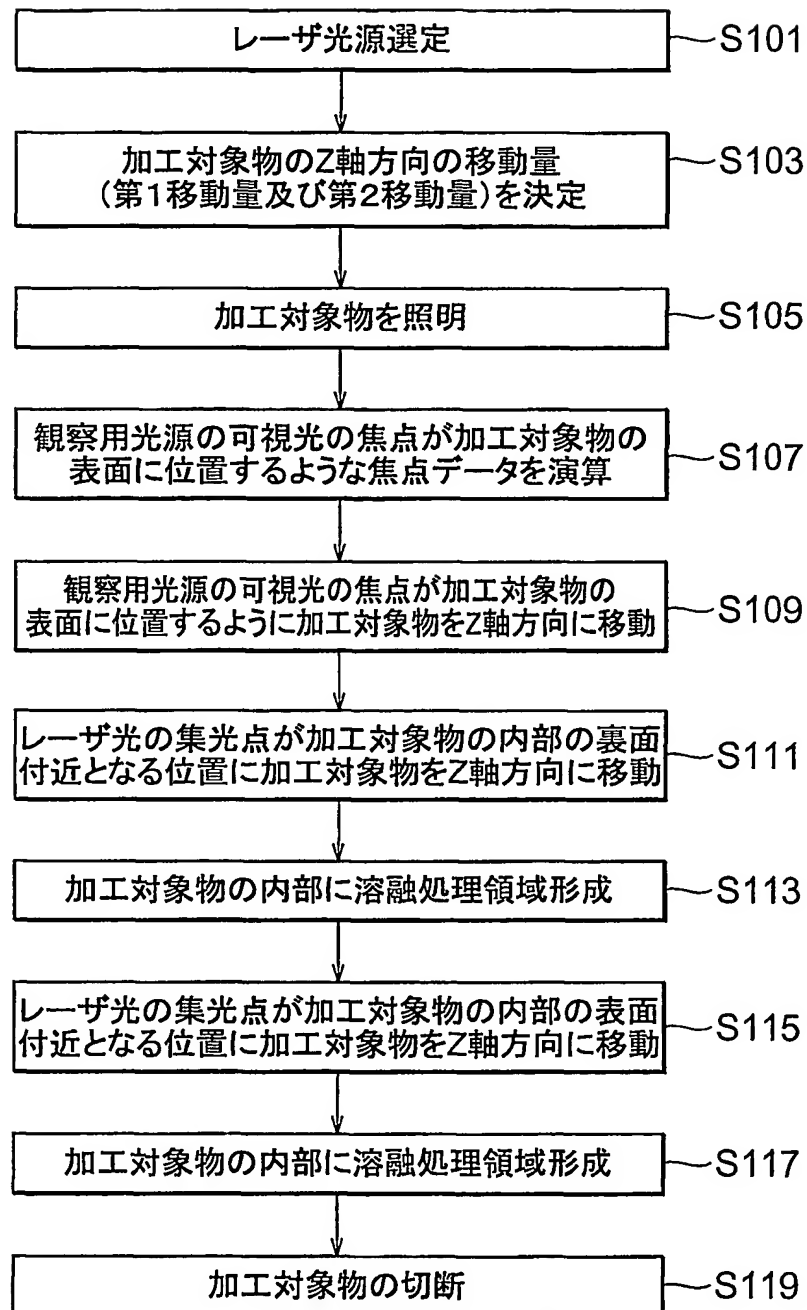 レーザ光源選定
S101
加工対象物のZ軸方向の移動量
(第1移動量及び第2移動量)を決定
S103
加工対象物を照明
S105
観察用光源の可視光の焦点が加工対象物の
表面に位置するような焦点データを演算
S107
観察用光源の可視光の焦点が加工対象物の
表面に位置するように加工対象物をZ軸方向に移動
S109
レーザ光の集光点が加工対象物の内部の裏面
付近となる位置に加工対象物をZ軸方向に移動
S111
加工対象物の内部に溶融処理領域形成
S113
レーザ光の集光点が加工対象物の内部の表面
付近となる位置に加工対象物をZ軸方向に移動
S115
加工対象物の内部に溶融処理領域形成
S117
加工対象物の切断
S119